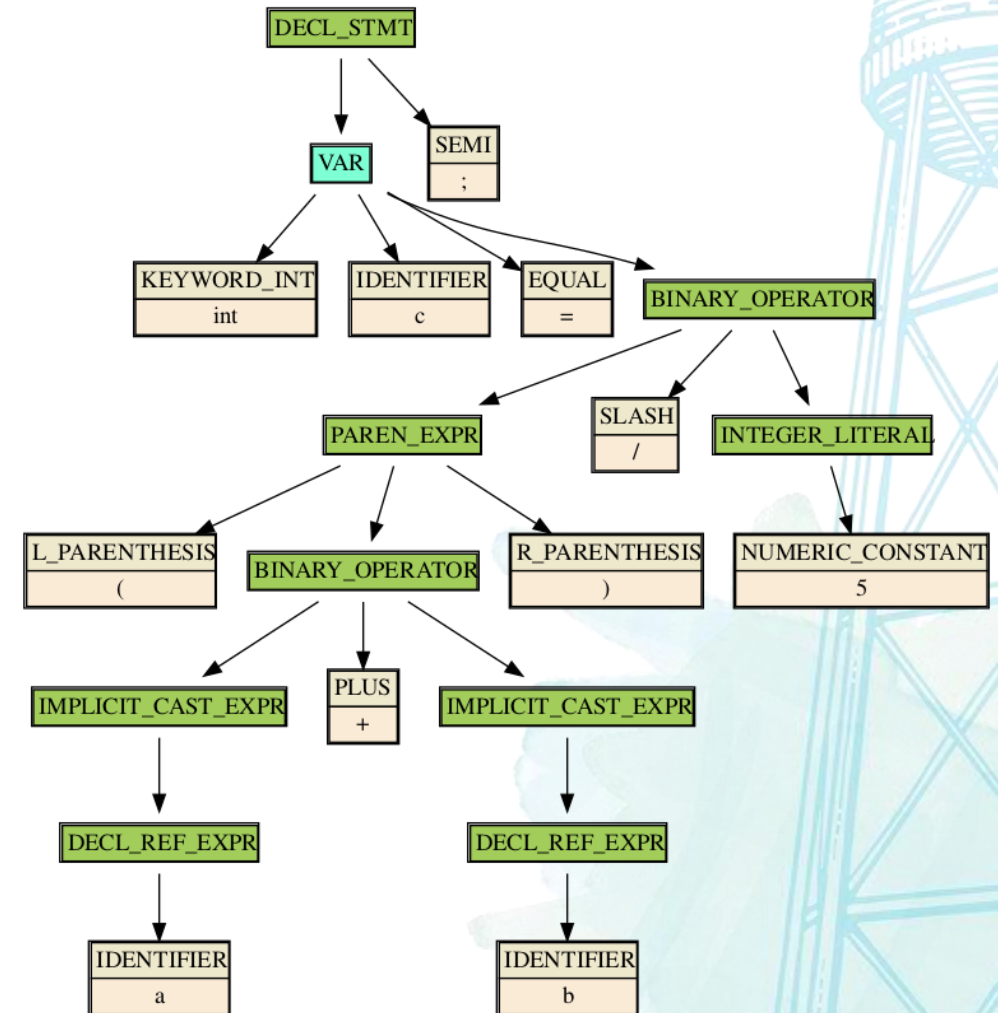 DECL_STMT
VAR
SEMI
;
KEYWORD_INT
int
IDENTIFIER
c
EQUAL
=
BINARY_OPERATOR
PAREN_EXPR
SLASH
/
INTEGER_LITERAL
L_PARENTHESIS
(
BINARY_OPERATOR
R_PARENTHESIS
)
NUMERIC_CONSTANT
5
IMPLICIT_CAST_EXPR
PLUS
+
IMPLICIT_CAST_EXPR
DECL_REF_EXPR
DECL_REF_EXPR
IDENTIFIER
a
IDENTIFIER
b